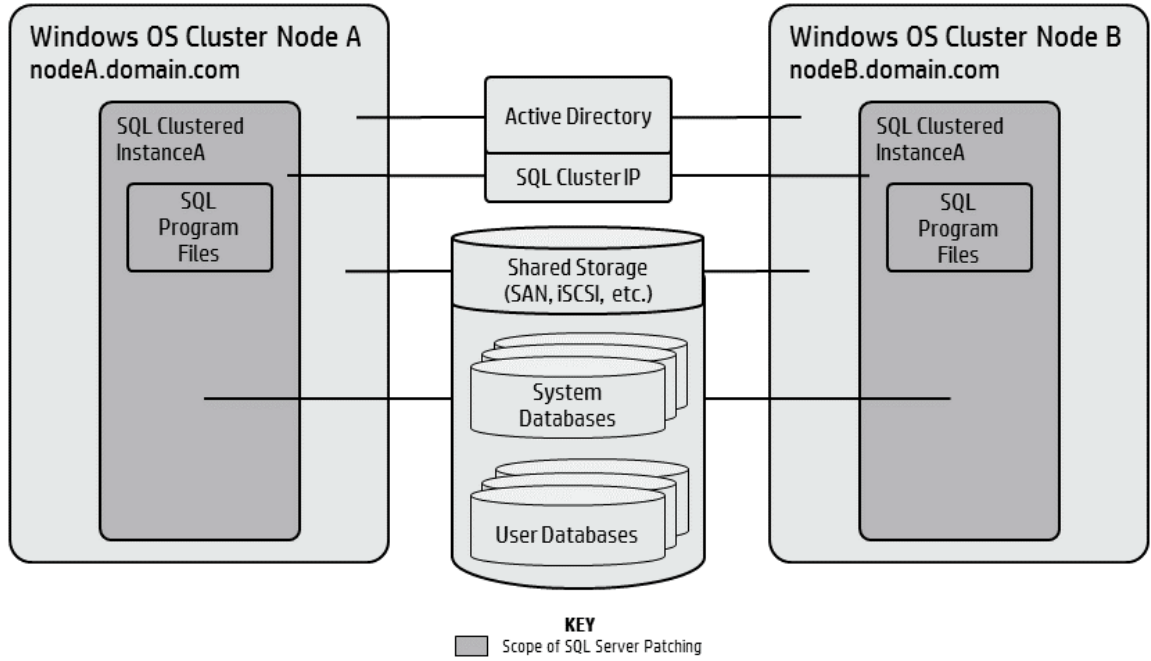 Windows OS Cluster Node A
nodeA.domain.com
SQL Clustered
InstanceA
SQL
Program
Files
Active Directory
SQL Cluster IP
Shared Storage
(SAN, iSCSI, etc.)
System
Databases
User Databases
Windows OS Cluster Node B
nodeB.domain.com
SQL Clustered
InstanceA
SQL
Program
Files
KEY
Scope of SQL Server Patching